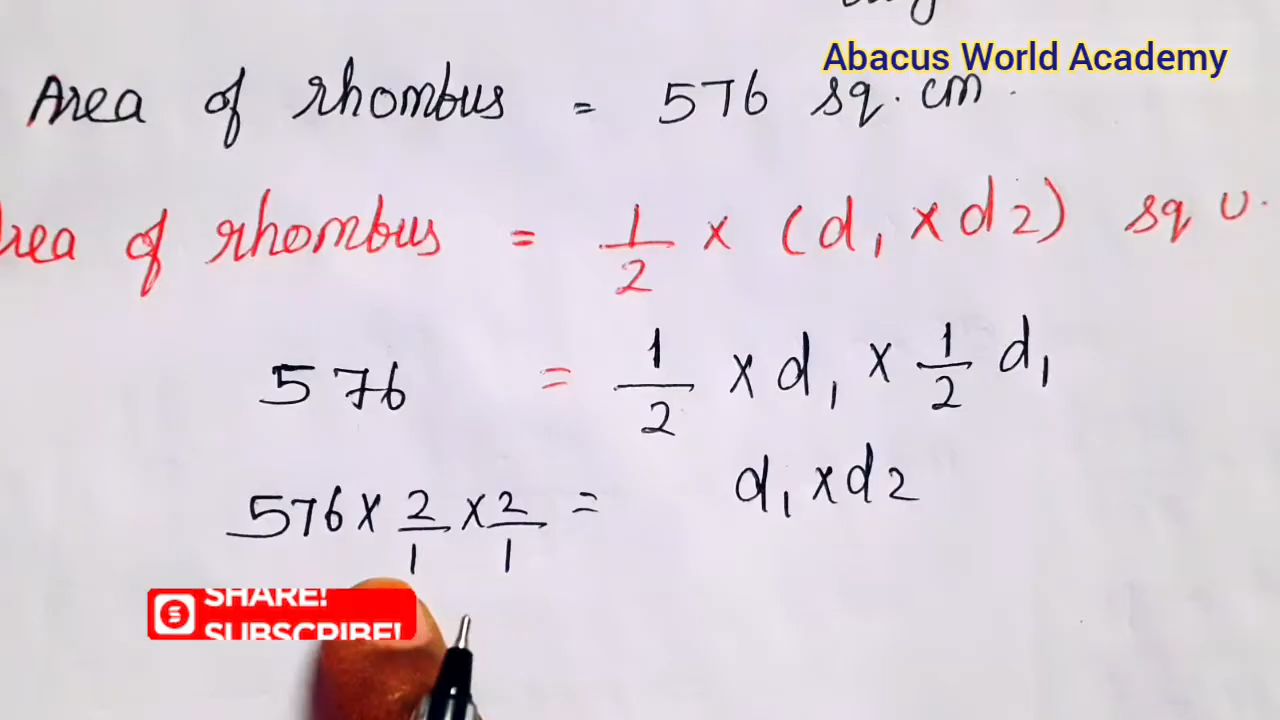 Abacus World Academy
Area of rhombus = 576 sq. cm.
rea of rhombus = 1/2 × (d1 × d2) sq u.
576 = 1/2 × d1 × 1/2 d1
576 × 2/1 × 2/1 = d1 × d2
SHARE!
SUBSCRIBE!